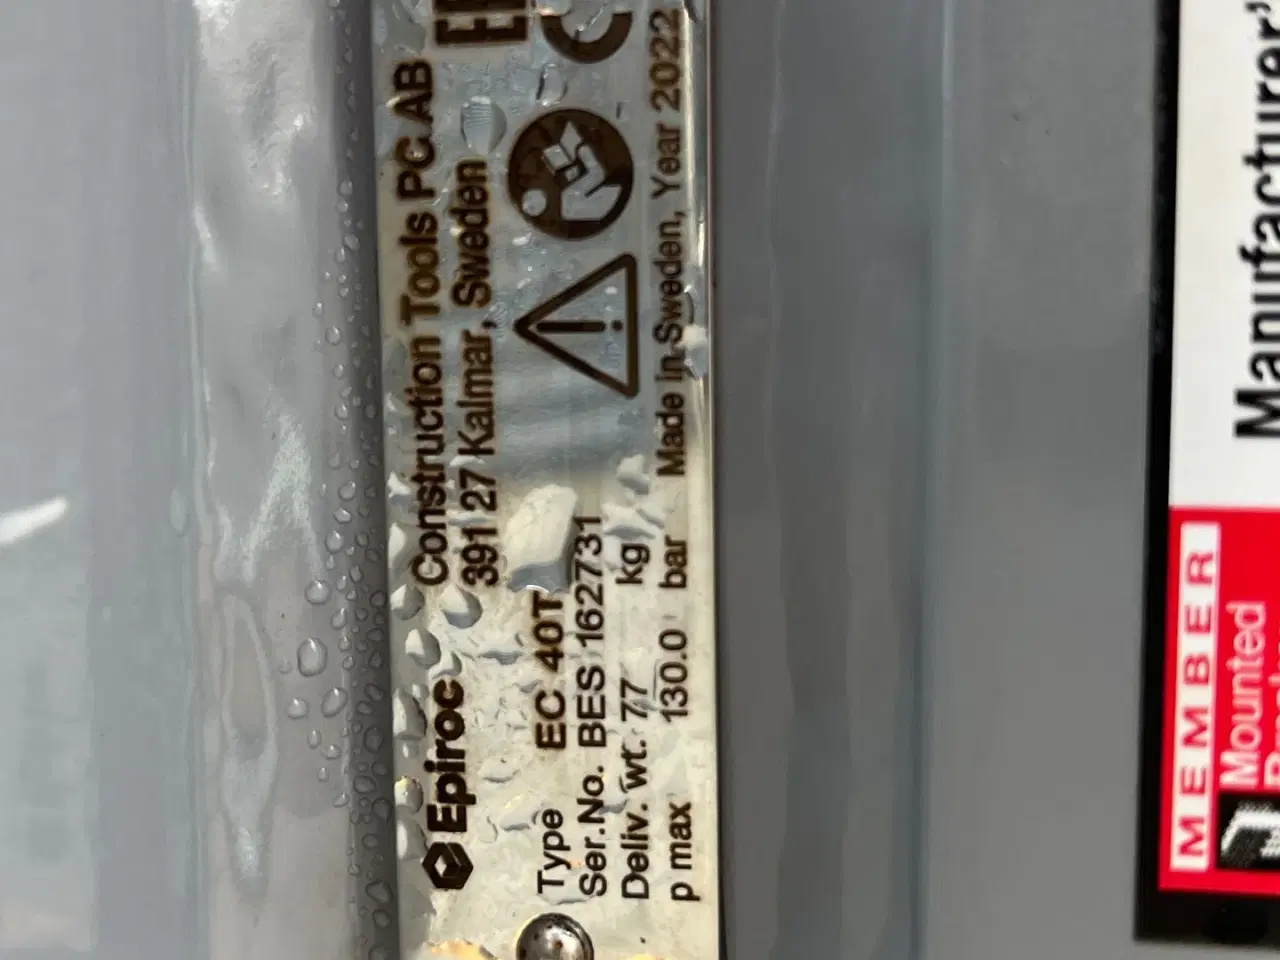 Epiroc
Construction Tools PC AB
391 27 Kalmar, Sweden
Type EC 40T
Ser.No. BES 162731
Deliv. wt. 77 kg
p max 130.0 bar
Made in Sweden, Year 2022
Manufacturer's
MEMBER
Mounted